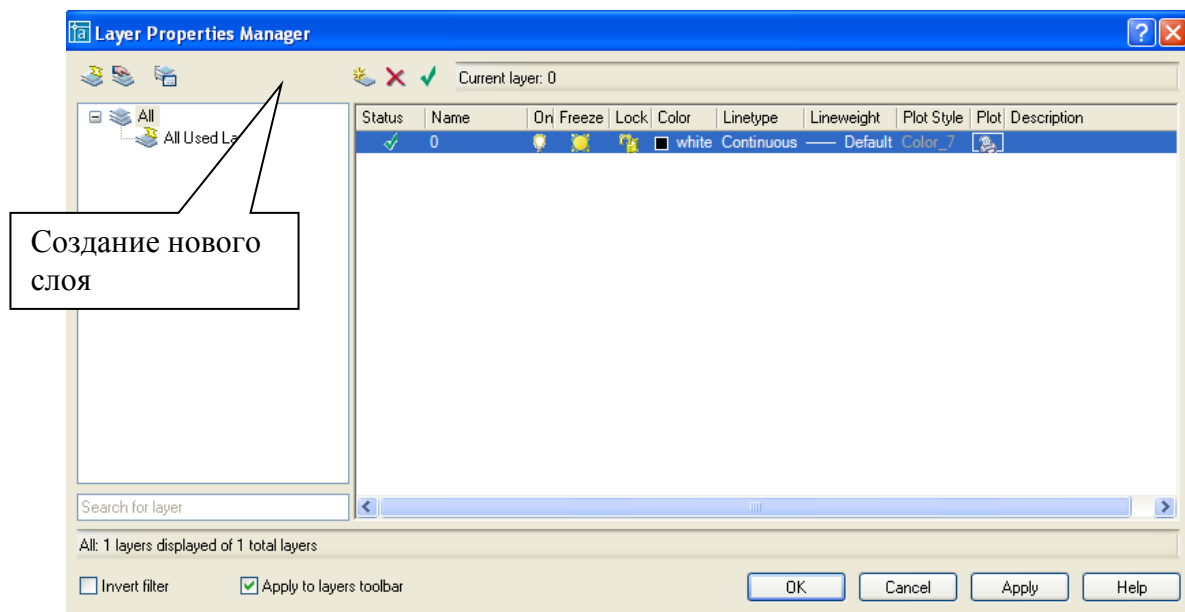 Layer Properties Manager
Current layer: 0
All
All Used La
Status Name On Freeze Lock Color Linetype Lineweight Plot Style Plot Description
0 white Continuous Default Color_7
Создание нового
слоя
Search for layer
All: 1 layers displayed of 1 total layers
Invert filter Apply to layers toolbar OK Cancel Apply Help